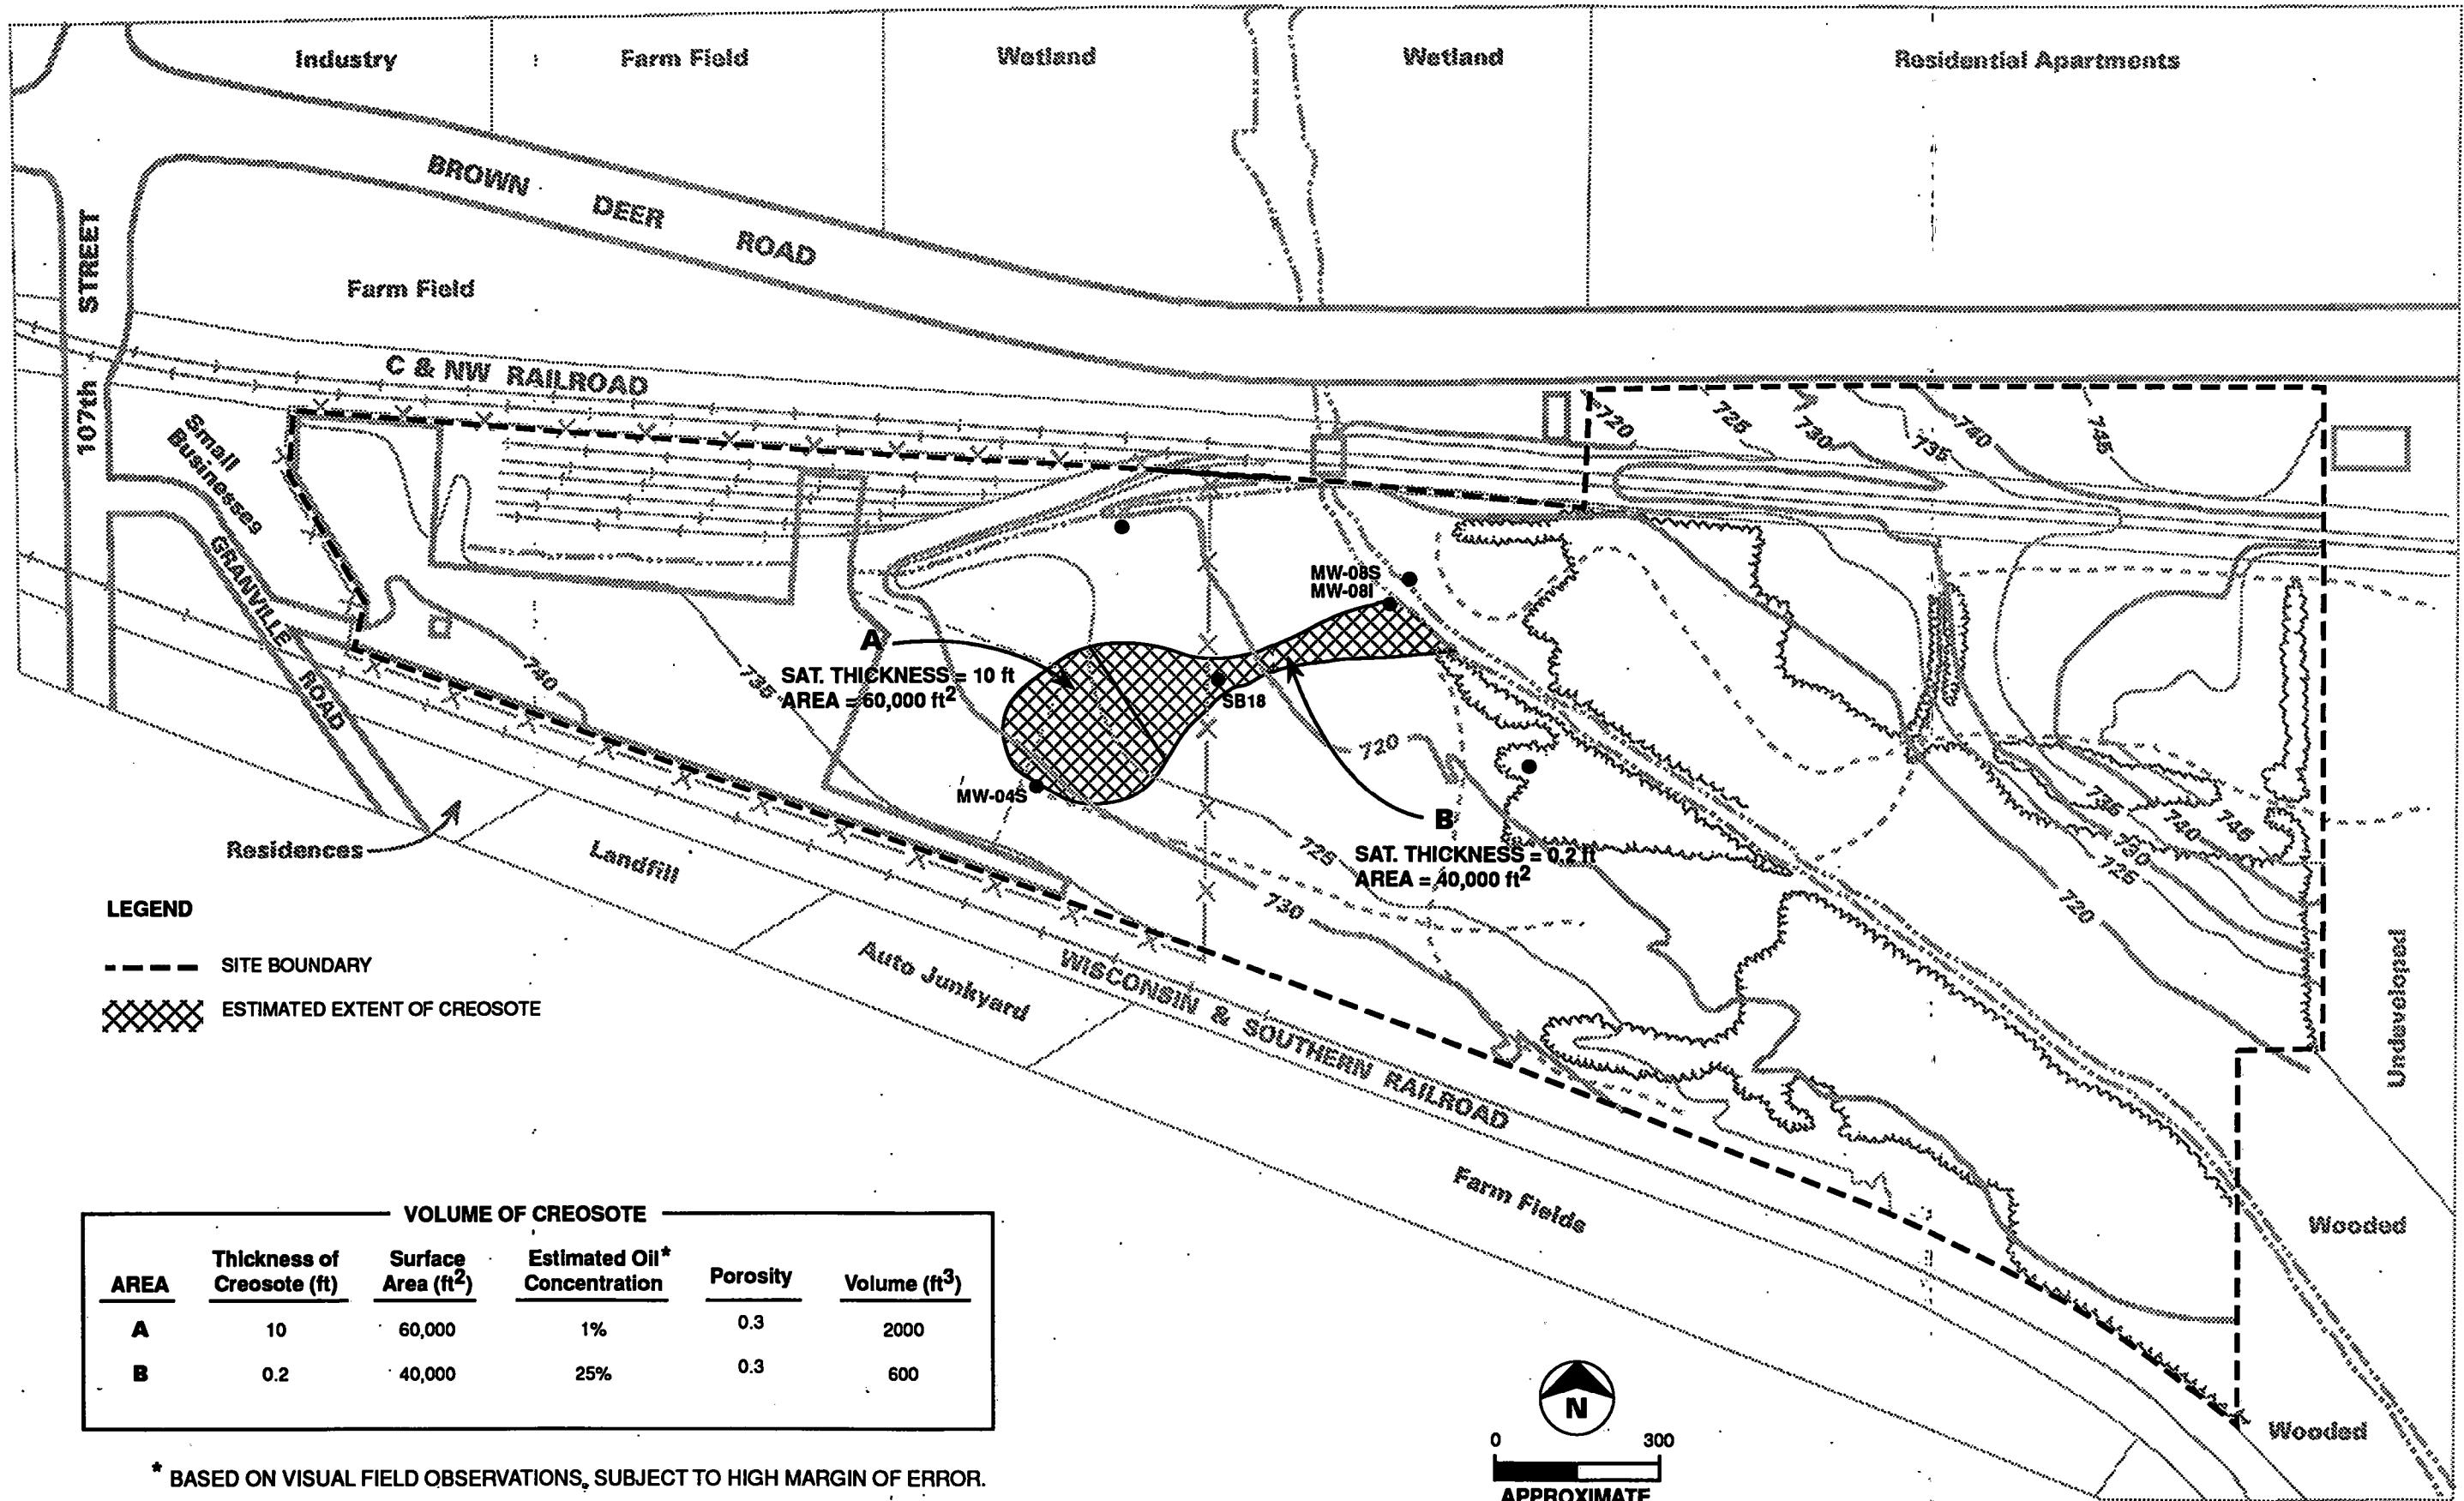 Industry
Farm Field
Wetland
Wetland
Residential Apartments
BROWN DEER ROAD
107th STREET
Farm Field
C & NW RAILROAD
Small
Businesses
GRANVILLE ROAD
720
725
730
735
740
745
MW-08S
MW-08I
A
SAT. THICKNESS = 10 ft
AREA = 60,000 ft²
SB18
740
735
720
MW-04S
B
SAT. THICKNESS = 0.2 ft
AREA = 40,000 ft²
725
730
735
730
725
730
745
720
Residences
Landfill
Auto Junkyard
WISCONSIN & SOUTHERN RAILROAD
Farm Fields
Undeveloped
Wooded
Wooded
LEGEND
SITE BOUNDARY
ESTIMATED EXTENT OF CREOSOTE
VOLUME OF CREOSOTE
AREA Thickness of Creosote (ft) Surface Area (ft²) Estimated Oil* Concentration Porosity Volume (ft³)
A 10 60,000 1% 0.3 2000
B 0.2 40,000 25% 0.3 600
* BASED ON VISUAL FIELD OBSERVATIONS, SUBJECT TO HIGH MARGIN OF ERROR.
N
0 300
APPROXIMATE